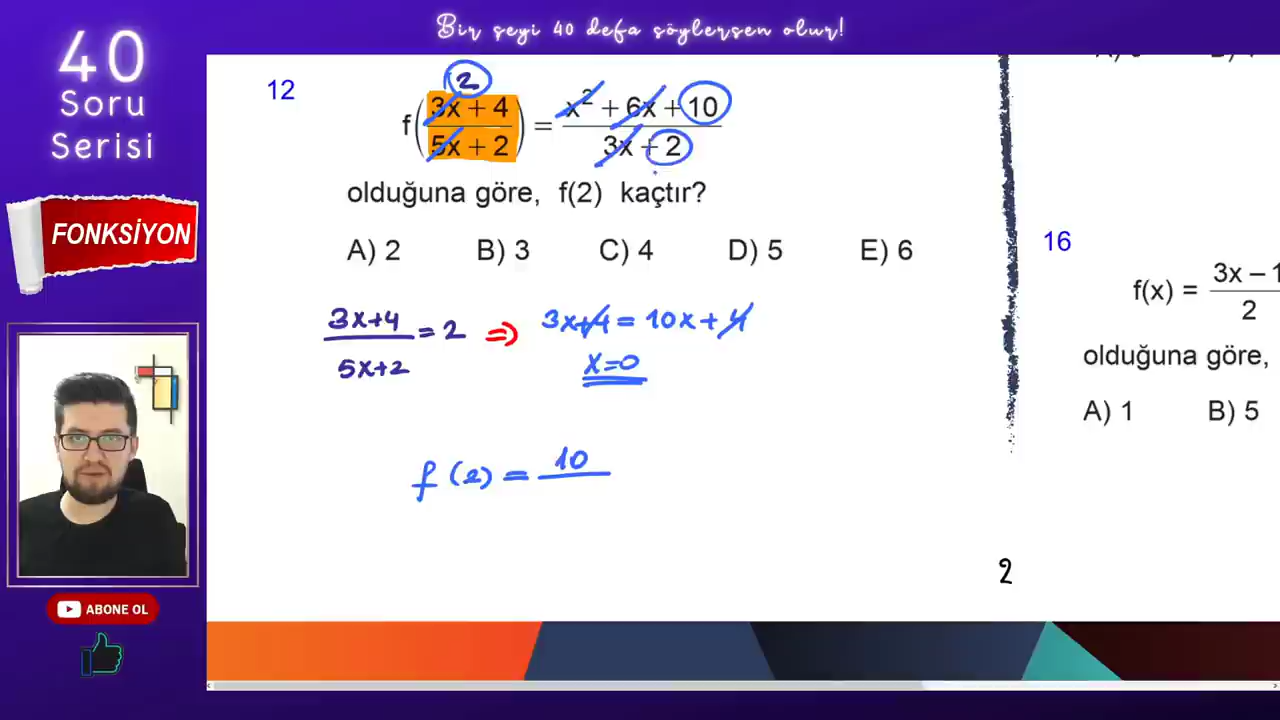 Bir şeyi 40 defa söylersen olur!
40
Soru
Serisi
FONKSİYON
ABONE OL
12
2
f( (3x + 4)/(5x + 2) ) = (x² + 6x + 10)/(3x + 2)
olduğuna göre, f(2) kaçtır?
A) 2 B) 3 C) 4 D) 5 E) 6
(3x+4)/(5x+2) = 2 ⇒ 3x+4 = 10x+4
x=0
f(2) = 10
2
16
f(x) = (3x – 1)/2
olduğuna göre,
A) 1 B) 5